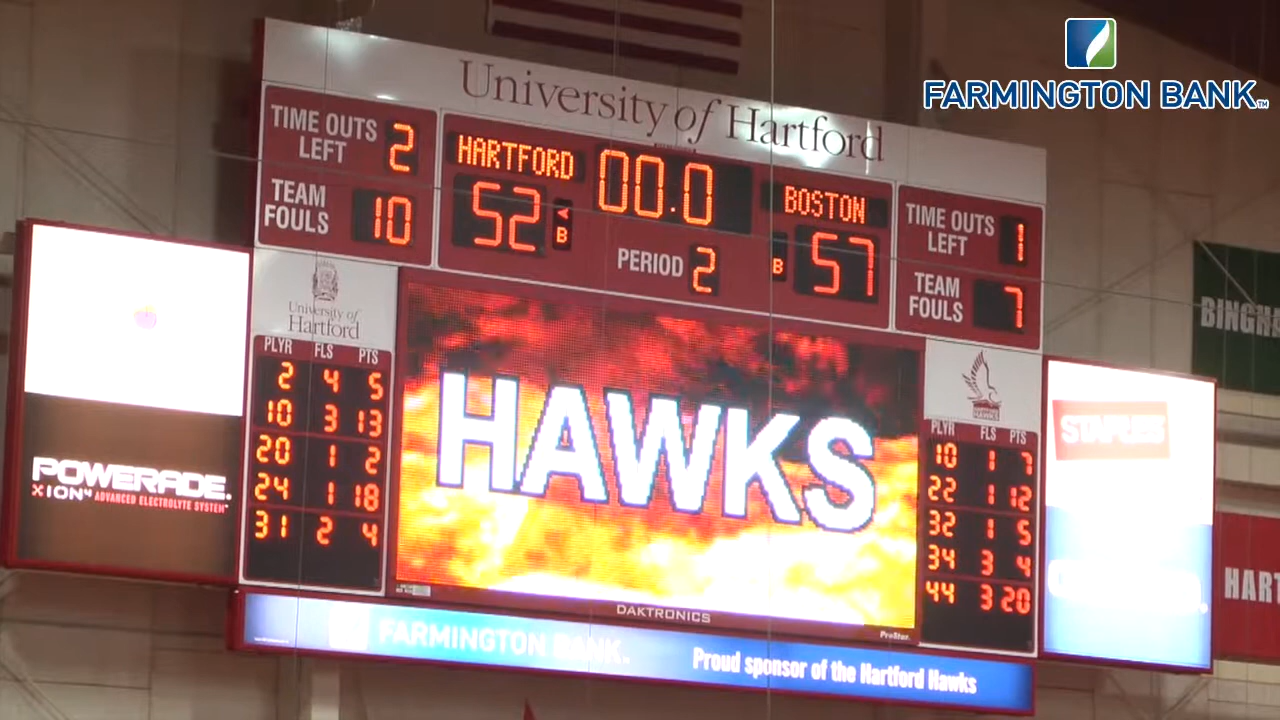 FARMINGTON BANK™
University of Hartford
TIME OUTS LEFT 2
TEAM FOULS 10
HARTFORD 00.0 BOSTON
52 A B
PERIOD 2
B 57
TIME OUTS LEFT 1
TEAM FOULS 7
University of Hartford
PLYR FLS PTS
2 4 5
10 3 13
20 1 2
24 1 18
31 2 4
HAWKS
HAWKS
PLYR FLS PTS
10 1 7
22 1 12
32 1 5
34 3 4
44 3 20
POWERADE
ION4 ADVANCED ELECTROLYTE SYSTEM
STAPLES
DAKTRONICS
ProStar
FARMINGTON BANK
Proud sponsor of the Hartford Hawks
BINGH
HART